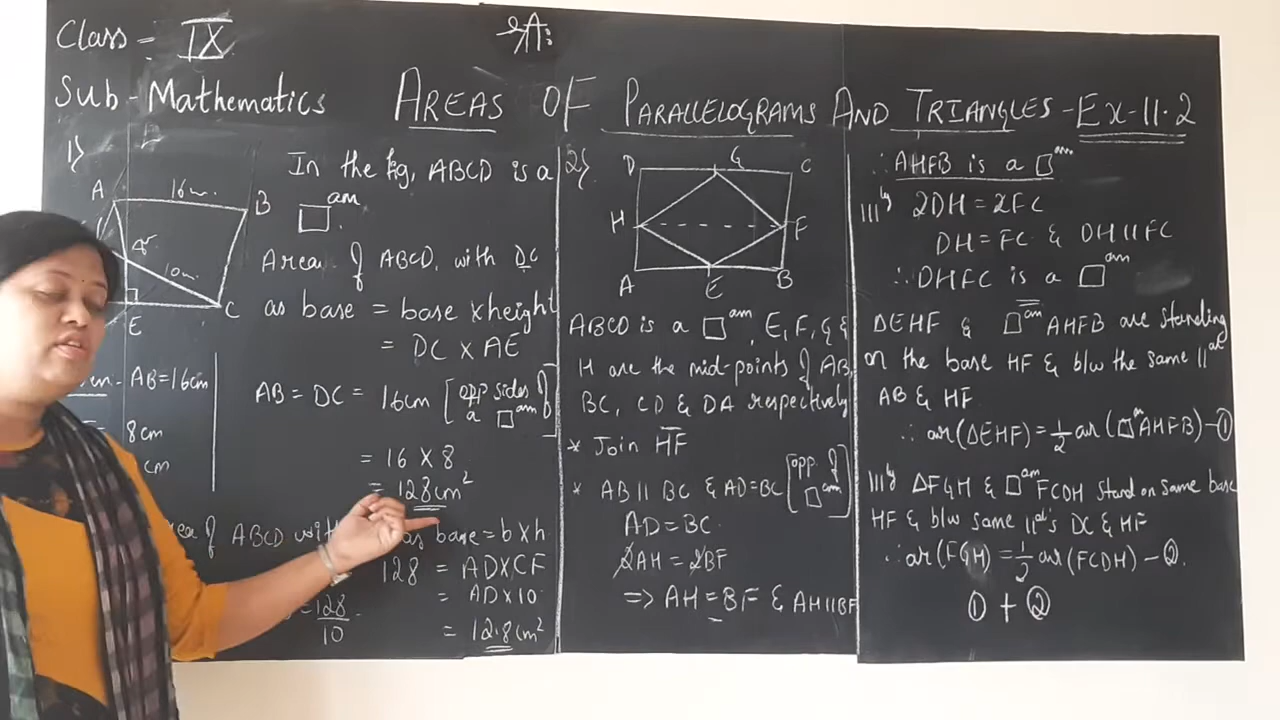 Class - IX
Sub - Mathematics
AREAS OF PARALLELOGRAMS AND TRIANGLES - Ex-11.2
1}
A 16cm B
8cm
10cm
E C
AB = 16cm
8cm
cm
In the fig, ABCD is a
□am.
Area of ABCD, with DC
as base = base x height
= DC x AE
AB = DC = 16cm [opp sides of a □am]
= 16 x 8
= 128cm²
of ABCD as base = b x h
128 = ADXCF
= AD x 10
128/10
= 12.8cm²
2}
D G C
H F
A E B
ABCD is a □am, E, F, G &
H are the mid-points of AB,
BC, CD & DA respectively
* Join HF
* AB || BC & AD=BC [opp. of □am]
AD = BC
2AH = 2BF
=> AH = BF & AH||BF
∴ AHFB is a □am
|||ly 2DH = 2FC
DH = FC & DH || FC
∴ DHFC is a □am
ΔEHF & □am AHFB are standing
on the base HF & b/w the same ||al
AB & HF.
∴ ar(ΔEHF) = 1/2 ar(□m AHFB) - ①
|||ly ΔFGH & □am FCDH stand on same base
HF & b/w same ||al's DC & HF
∴ ar(FGH) = 1/2 ar(FCDH) - ②.
① + ②